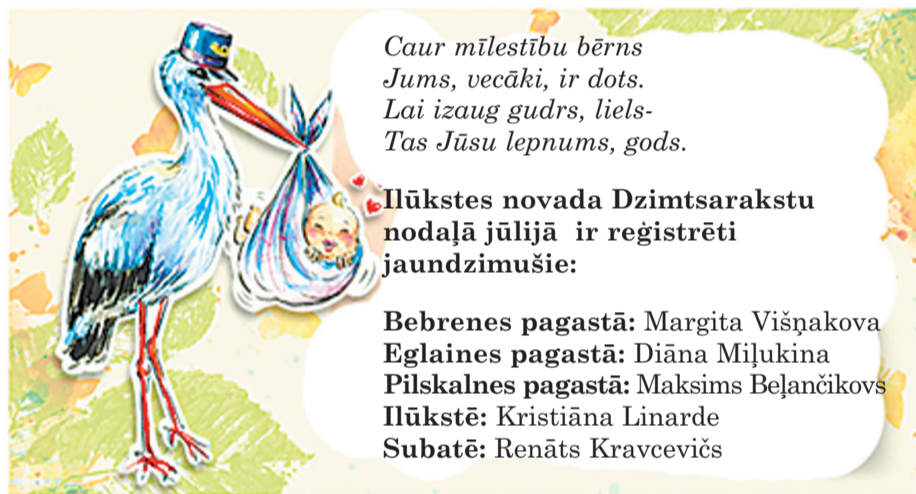 Caur mīlestību bērns
Jums, vecāki, ir dots.
Lai izaug gudrs, liels-
Tas Jūsu lepnums, gods.
Ilūkstes novada Dzimtsarakstu
nodaļā jūlijā ir reģistrēti
jaundzimušie:
Bebrenes pagastā: Margita Višņakova
Eglaines pagastā: Diāna Miļukina
Pilskalnes pagastā: Maksims Beļančikovs
Ilūkstē: Kristiāna Linarde
Subatē: Renāts Kravcevičs